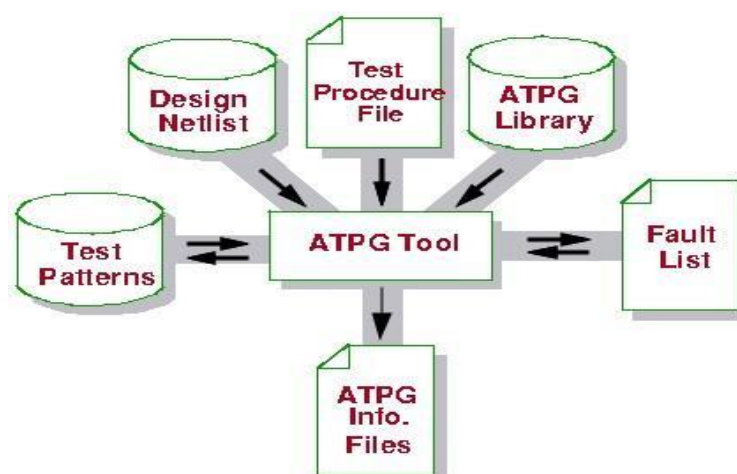 Design
Netlist
Test
Procedure
File
ATPG
Library
Test
Patterns
ATPG Tool
Fault
List
ATPG
Info.
Files